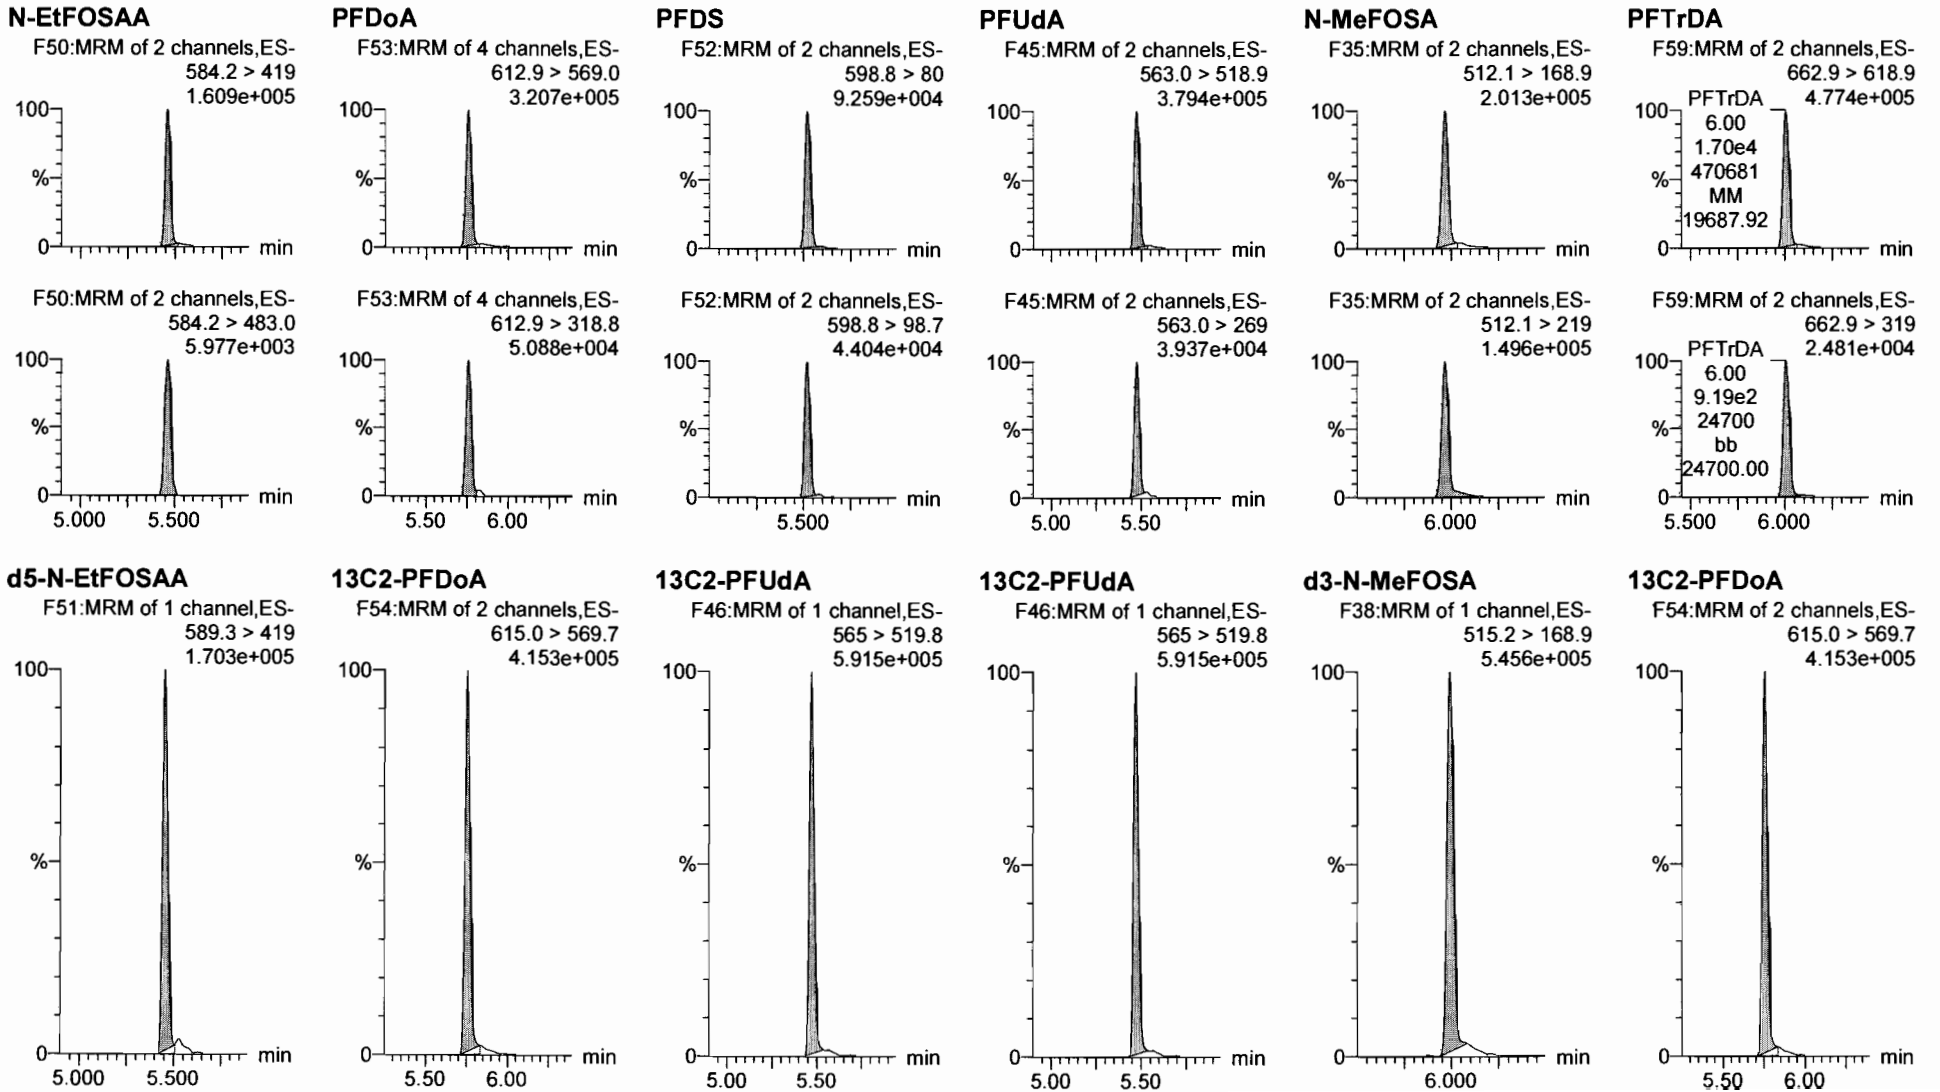 N-EtFOSAA
F50:MRM of 2 channels,ES-
584.2 > 419
1.609e+005
100
%
0
min
F50:MRM of 2 channels,ES-
584.2 > 483.0
5.977e+003
100
%
0
min
5.000 5.500
PFDoA
F53:MRM of 4 channels,ES-
612.9 > 569.0
3.207e+005
100
%
0
min
F53:MRM of 4 channels,ES-
612.9 > 318.8
5.088e+004
100
%
0
min
5.50 6.00
PFDS
F52:MRM of 2 channels,ES-
598.8 > 80
9.259e+004
100
%
0
min
F52:MRM of 2 channels,ES-
598.8 > 98.7
4.404e+004
100
%
0
min
5.500
PFUdA
F45:MRM of 2 channels,ES-
563.0 > 518.9
3.794e+005
100
%
0
min
F45:MRM of 2 channels,ES-
563.0 > 269
3.937e+004
100
%
0
min
5.00 5.50
N-MeFOSA
F35:MRM of 2 channels,ES-
512.1 > 168.9
2.013e+005
100
%
0
min
F35:MRM of 2 channels,ES-
512.1 > 219
1.496e+005
100
%
0
min
6.000
PFTrDA
F59:MRM of 2 channels,ES-
662.9 > 618.9
4.774e+005
100
PFTrDA
6.00
1.70e4
470681
MM
19687.92
%
0
min
F59:MRM of 2 channels,ES-
662.9 > 319
2.481e+004
100
PFTrDA
6.00
9.19e2
24700
bb
24700.00
%
0
min
5.500 6.000
d5-N-EtFOSAA
F51:MRM of 1 channel,ES-
589.3 > 419
1.703e+005
100
%
0
min
5.000 5.500
13C2-PFDoA
F54:MRM of 2 channels,ES-
615.0 > 569.7
4.153e+005
100
%
0
min
5.50 6.00
13C2-PFUdA
F46:MRM of 1 channel,ES-
565 > 519.8
5.915e+005
100
%
0
min
5.00 5.50
13C2-PFUdA
F46:MRM of 1 channel,ES-
565 > 519.8
5.915e+005
100
%
0
min
5.00 5.50
d3-N-MeFOSA
F38:MRM of 1 channel,ES-
515.2 > 168.9
5.456e+005
100
%
0
min
6.000
13C2-PFDoA
F54:MRM of 2 channels,ES-
615.0 > 569.7
4.153e+005
100
%
0
min
5.50 6.00